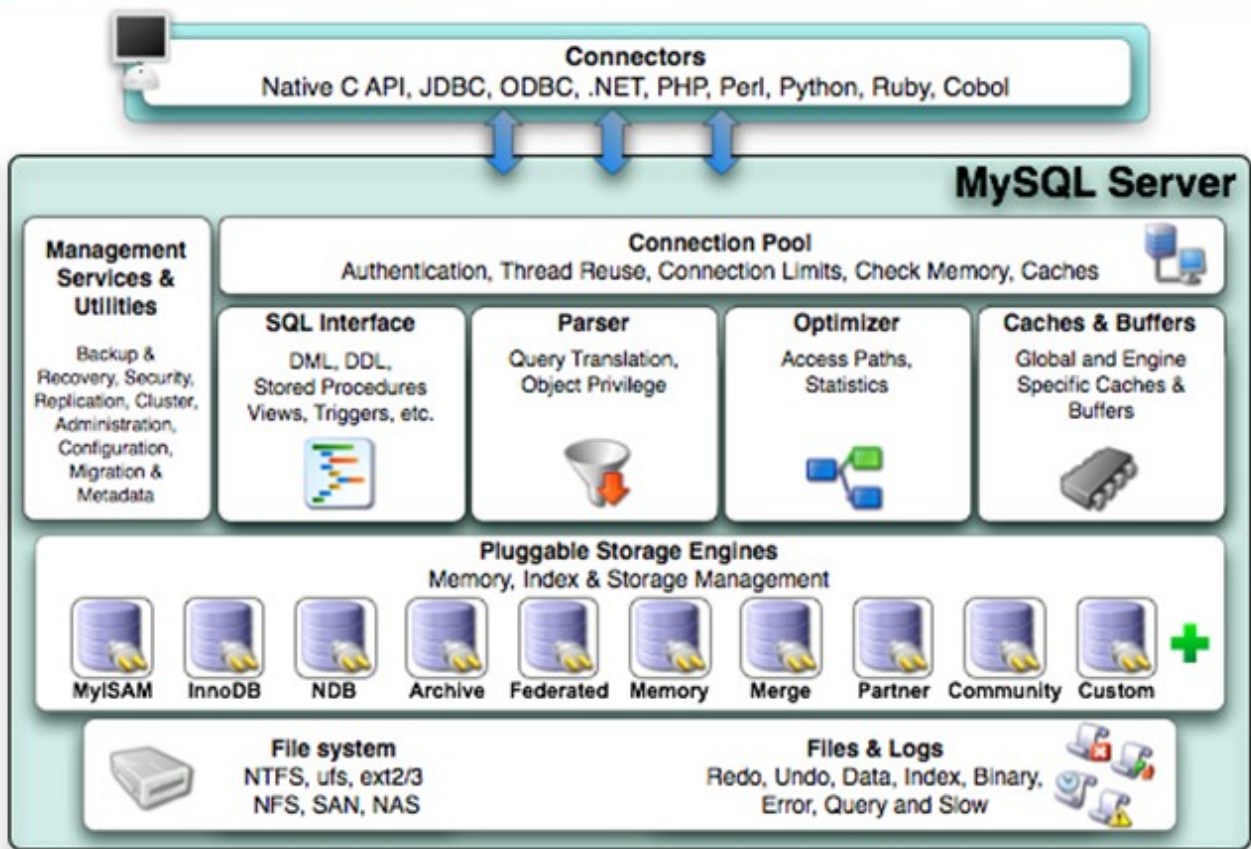 Connectors
Native C API, JDBC, ODBC, .NET, PHP, Perl, Python, Ruby, Cobol
MySQL Server
Management
Services &
Utilities
Backup &
Recovery, Security,
Replication, Cluster,
Administration,
Configuration,
Migration &
Metadata
Connection Pool
Authentication, Thread Reuse, Connection Limits, Check Memory, Caches
SQL Interface
DML, DDL,
Stored Procedures
Views, Triggers, etc.
Parser
Query Translation,
Object Privilege
Optimizer
Access Paths,
Statistics
Caches & Buffers
Global and Engine
Specific Caches &
Buffers
Pluggable Storage Engines
Memory, Index & Storage Management
MyISAM
InnoDB
NDB
Archive
Federated
Memory
Merge
Partner
Community
Custom
File system
NTFS, ufs, ext2/3
NFS, SAN, NAS
Files & Logs
Redo, Undo, Data, Index, Binary,
Error, Query and Slow